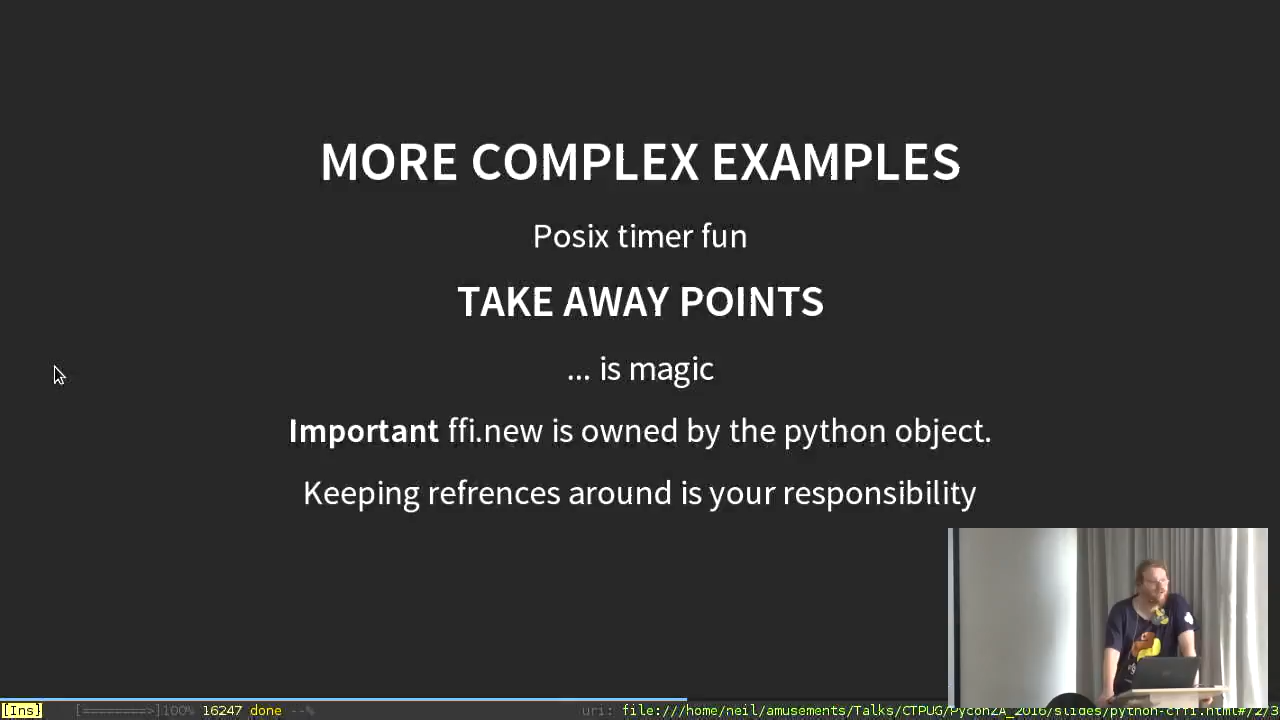 MORE COMPLEX EXAMPLES
Posix timer fun
TAKE AWAY POINTS
... is magic
Important ffi.new is owned by the python object.
Keeping refrences around is your responsibility
[Ins] [========>]100% 16247 done --% uri: file:///home/neil/amusements/Talks/CTPUG/PyconZA_2016/slides/python-cffi.html#/2/3